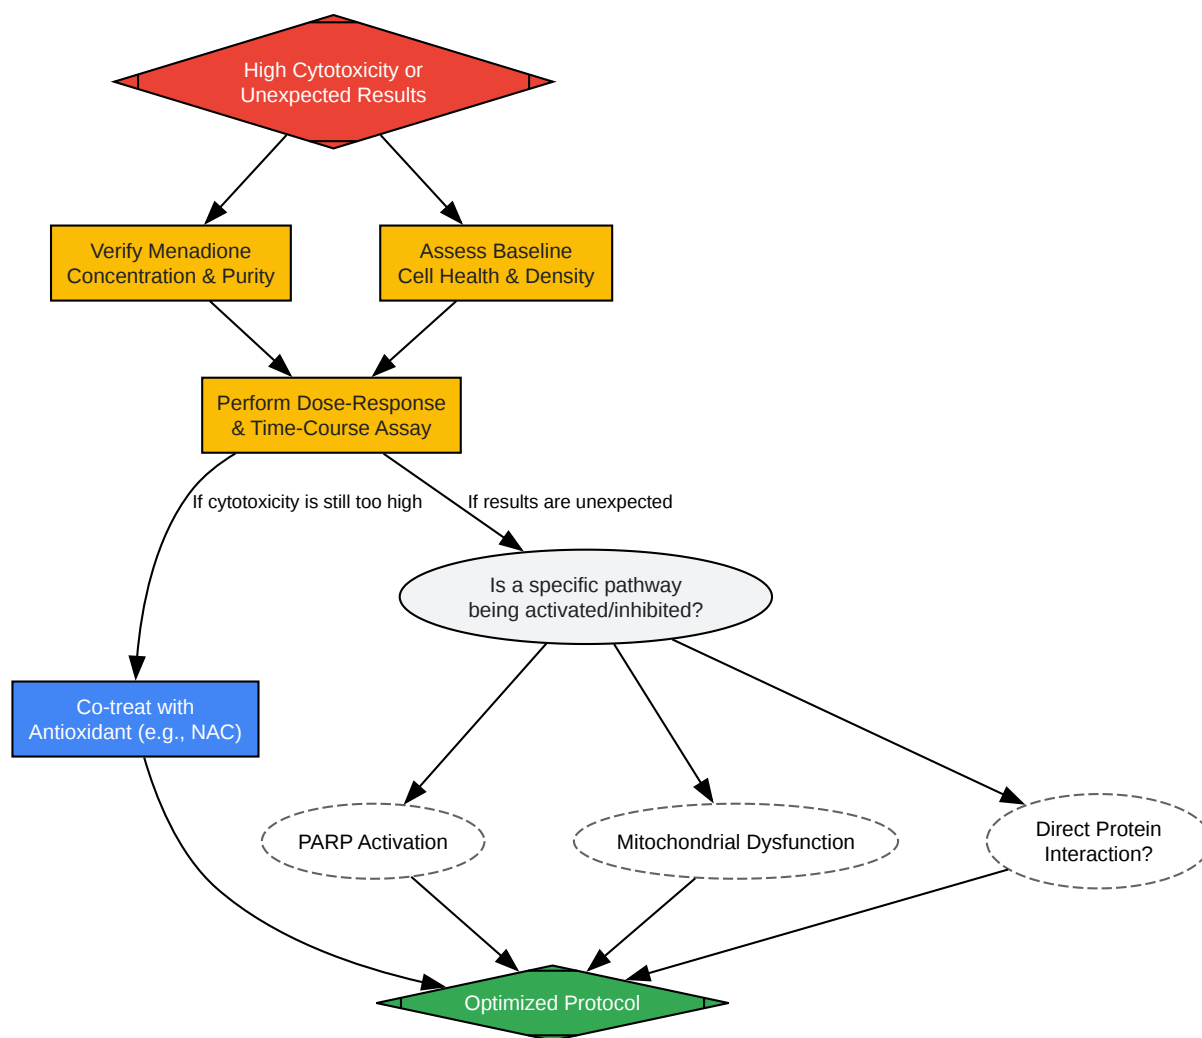 High Cytotoxicity or
Unexpected Results
Verify Menadione
Concentration & Purity
Assess Baseline
Cell Health & Density
Perform Dose-Response
& Time-Course Assay
If cytotoxicity is still too high
If results are unexpected
Is a specific pathway
being activated/inhibited?
Co-treat with
Antioxidant (e.g., NAC)
PARP Activation
Mitochondrial Dysfunction
Direct Protein
Interaction?
Optimized Protocol